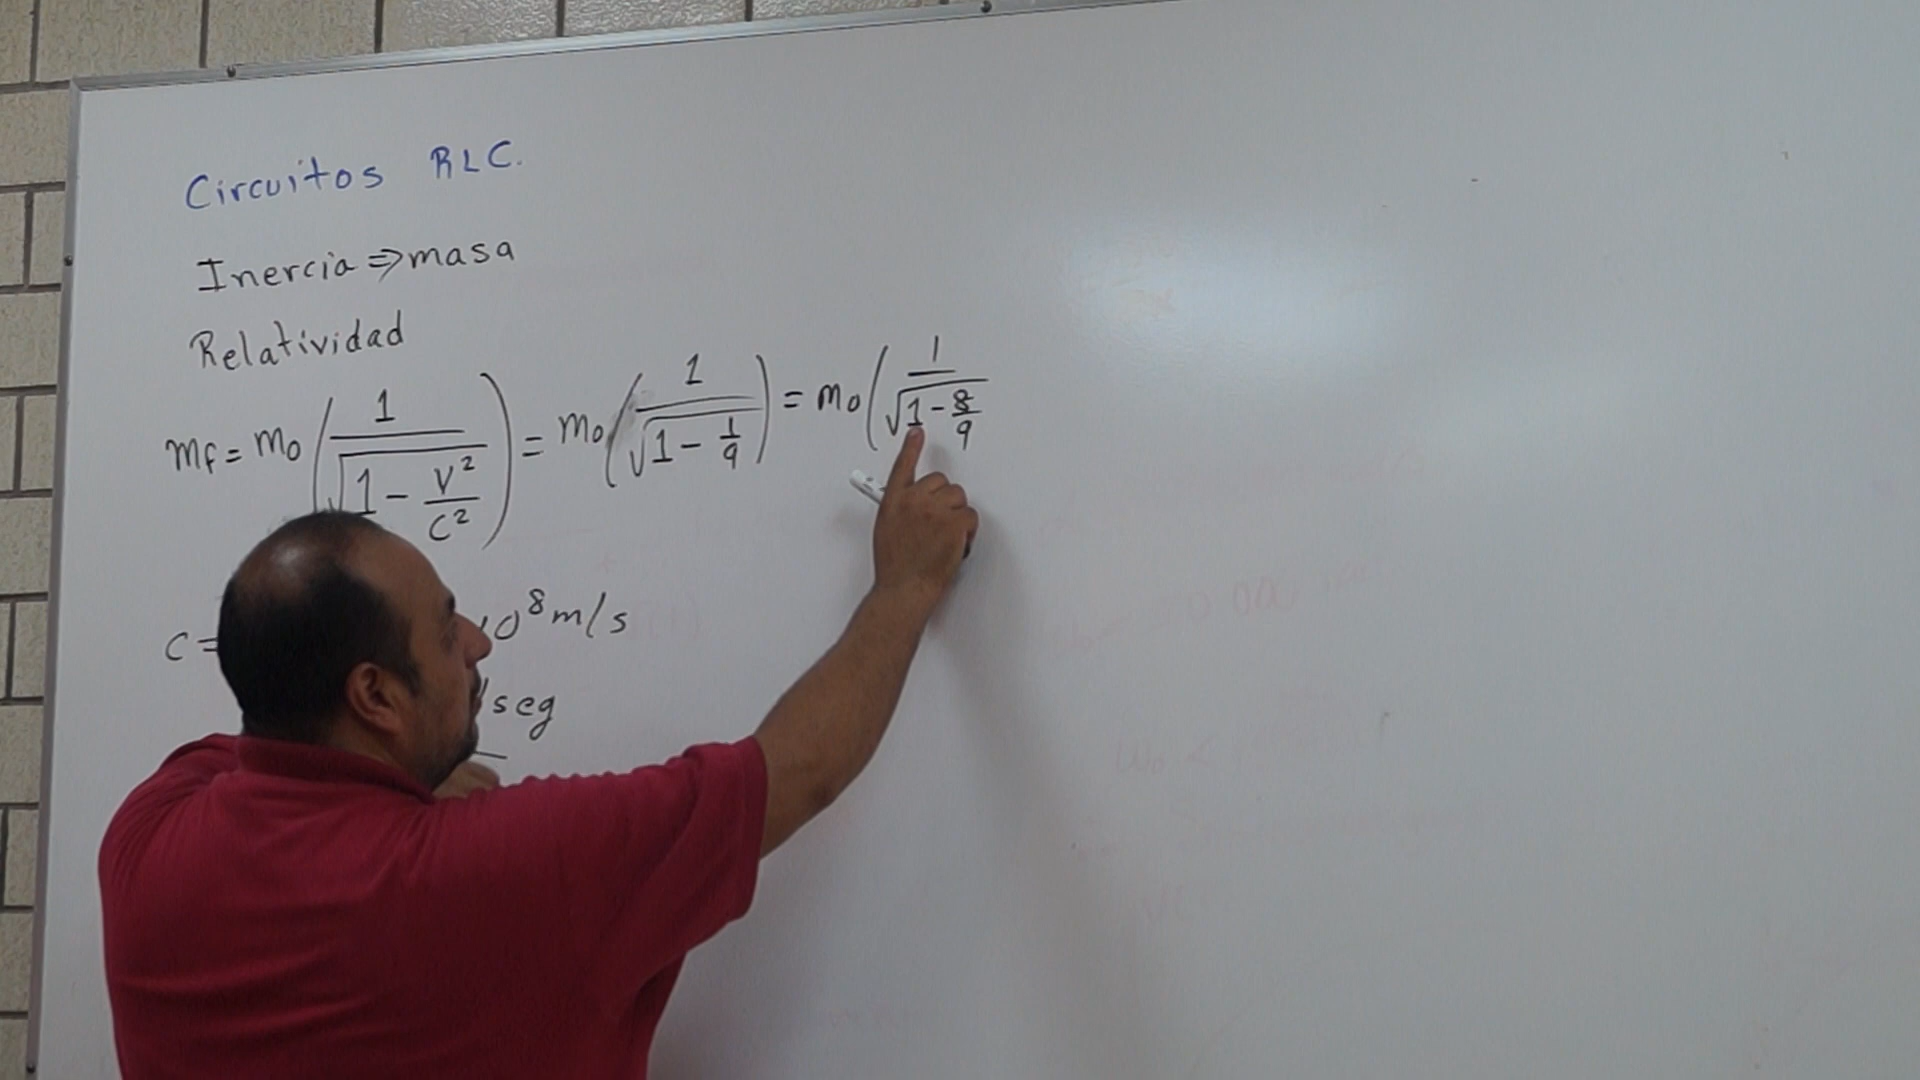 Circuitos RLC.
Inercia ⇒ masa
Relatividad
mf = m0 (1/√(1 - V²/C²)) = m0 (1/√(1 - 1/9)) = m0 (1/√(1 - 8/9
c = 10⁸ m/s
/seg